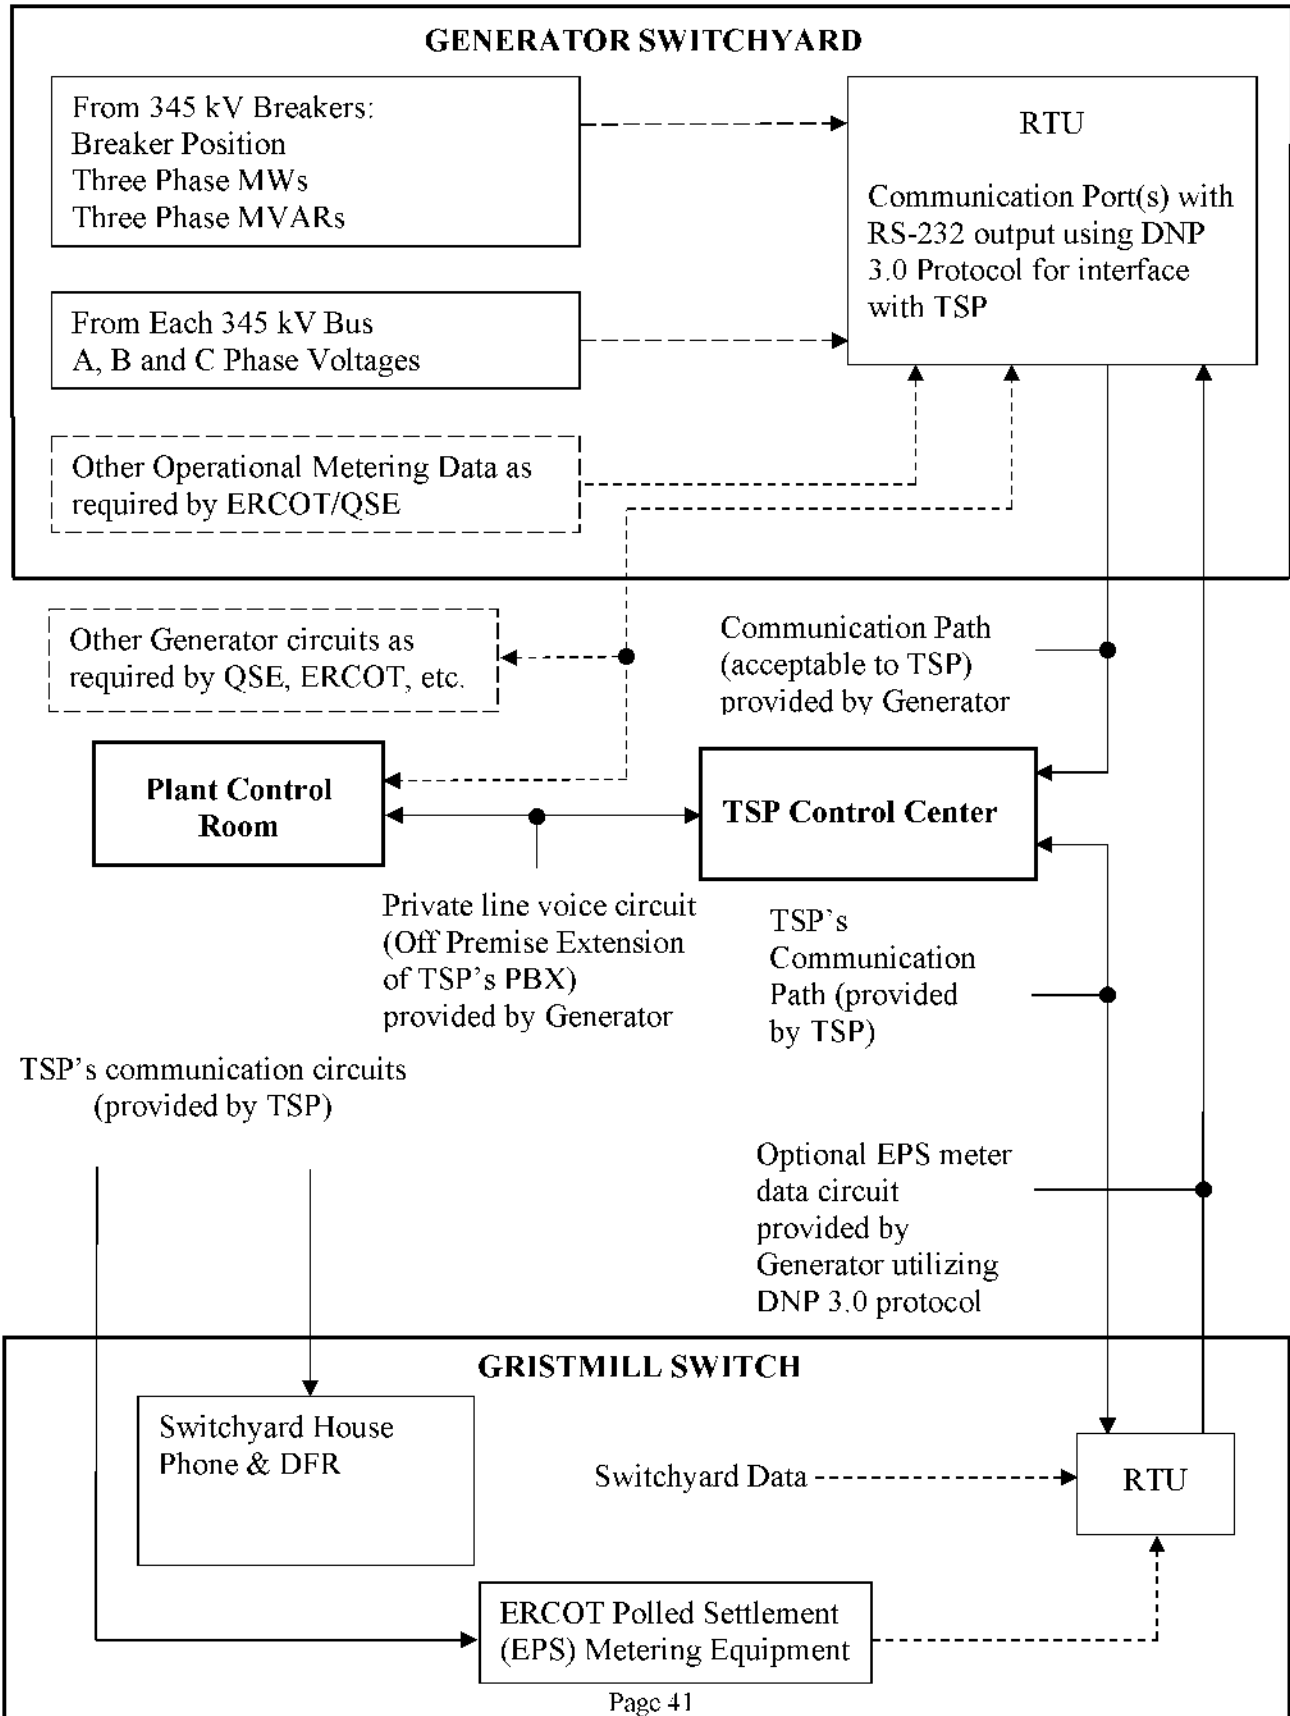 GENERATOR SWITCHYARD
From 345 kV Breakers:
Breaker Position
Three Phase MWs
Three Phase MVARs
RTU
Communication Port(s) with
RS-232 output using DNP
3.0 Protocol for interface
with TSP
From Each 345 kV Bus
A, B and C Phase Voltages
Other Operational Metering Data as
required by ERCOT/QSE
Other Generator circuits as
required by QSE, ERCOT, etc.
Communication Path
(acceptable to TSP)
provided by Generator
Plant Control
Room
TSP Control Center
Private line voice circuit
(Off Premise Extension
of TSP's PBX)
provided by Generator
TSP's
Communication
Path (provided
by TSP)
TSP's communication circuits
(provided by TSP)
Optional EPS meter
data circuit
provided by
Generator utilizing
DNP 3.0 protocol
GRISTMILL SWITCH
Switchyard House
Phone & DFR
Switchyard Data
RTU
ERCOT Polled Settlement
(EPS) Metering Equipment
Page 41